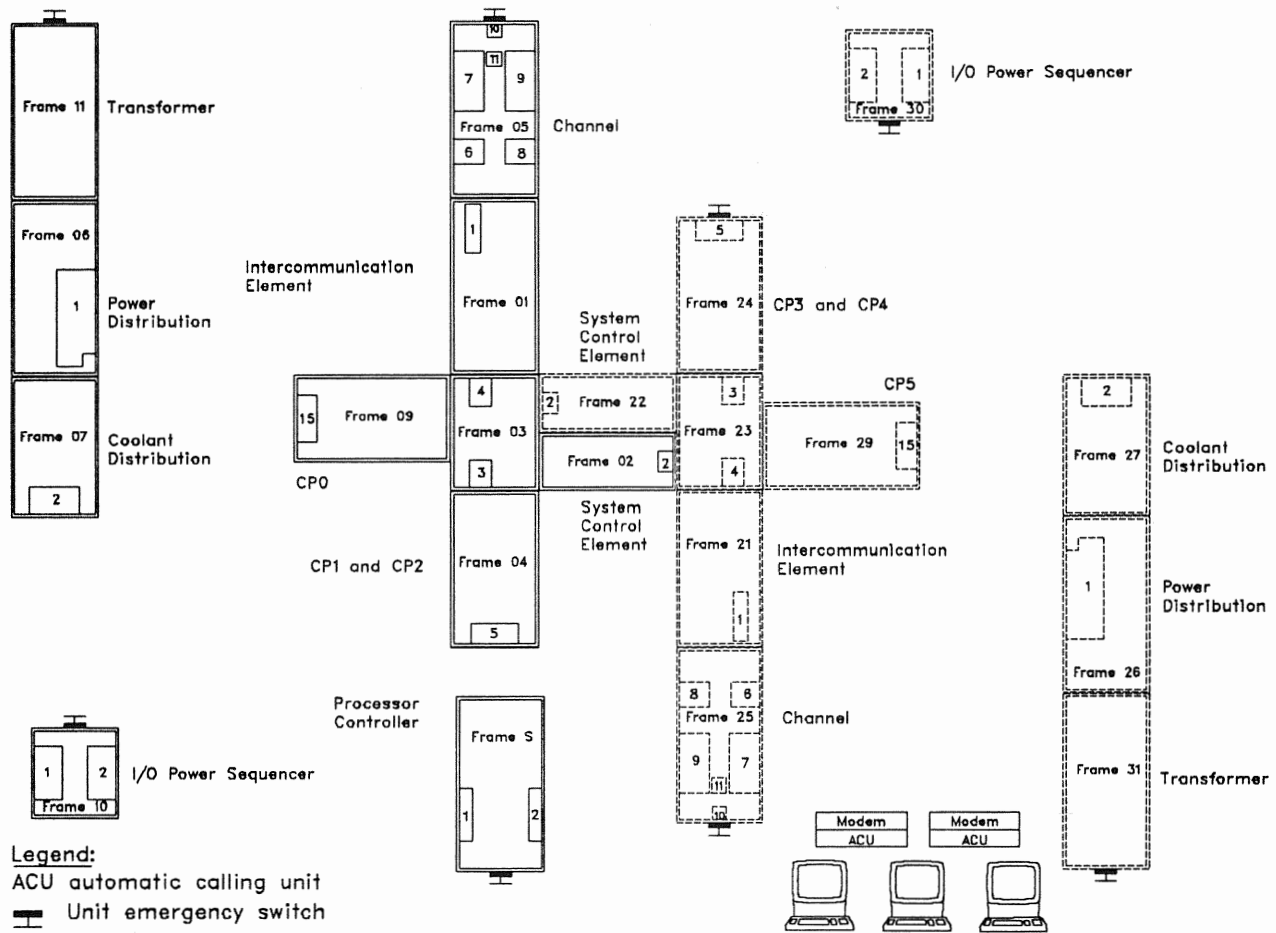 10
11
7
9
Frame 05
6
8
Channel
Frame 11
Transformer
2
1
Frame 30
I/O Power Sequencer
Frame 06
1
Power
Distribution
1
Frame 01
Intercommunication
Element
5
Frame 24
CP3 and CP4
System
Control
Element
Frame 07
2
Coolant
Distribution
15
Frame 09
CP0
4
Frame 03
3
2
Frame 22
Frame 02
2
System
Control
Element
3
Frame 23
4
CP5
Frame 29
15
2
Frame 27
Coolant
Distribution
CP1 and CP2
Frame 04
5
Frame 21
1
Intercommunication
Element
1
Frame 26
Power
Distribution
Processor
Controller
Frame S
1
2
8
6
Frame 25
9
7
11
10
Channel
Frame 31
Transformer
1
2
Frame 10
I/O Power Sequencer
Modem
ACU
Modem
ACU
Legend:
ACU automatic calling unit
Unit emergency switch